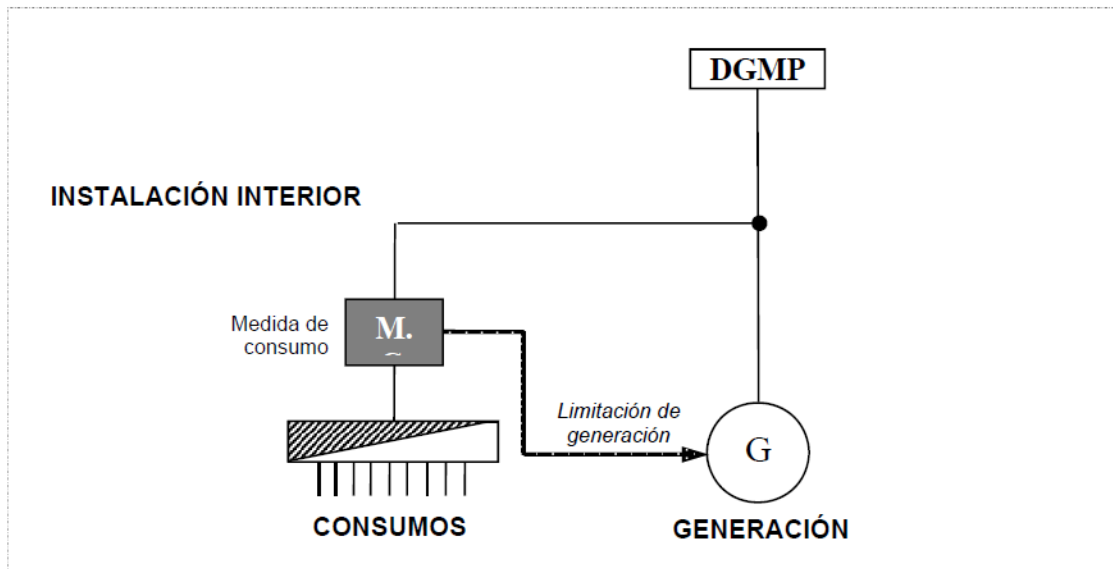 DGMP
INSTALACIÓN INTERIOR
Medida de
consumo
M.
Limitación de
generación
G
CONSUMOS
GENERACIÓN